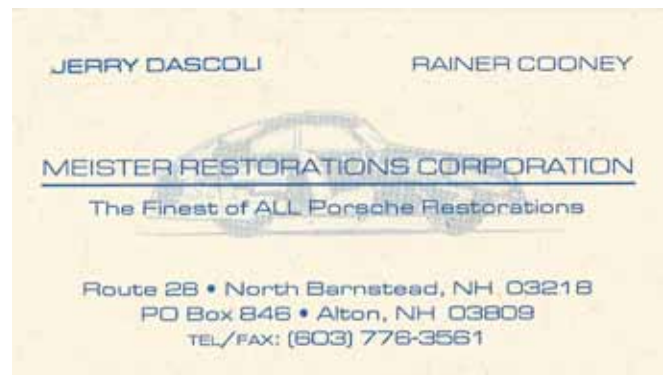 JERRY DASCOLI
RAINER COONEY
MEISTER RESTORATIONS CORPORATION
The Finest of ALL Porsche Restorations
Route 28 • North Barnstead, NH 03218
PO Box 846 • Alton, NH 03809
TEL/FAX: (603) 776-3561